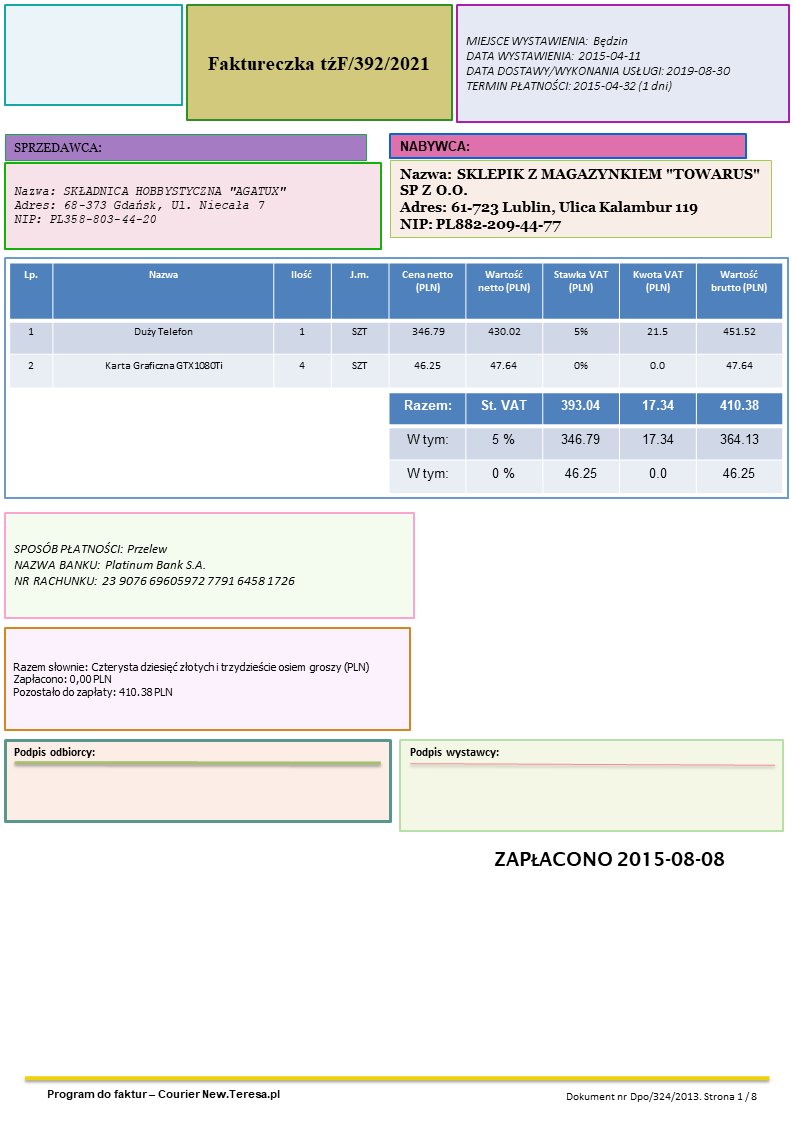 Faktureczka tźF/392/2021
MIEJSCE WYSTAWIENIA: Będzin
DATA WYSTAWIENIA: 2015-04-11
DATA DOSTAWY/WYKONANIA USŁUGI: 2019-08-30
TERMIN PŁATNOŚCI: 2015-04-32 (1 dni)
SPRZEDAWCA:
Nazwa: SKŁADNICA HOBBYSTYCZNA "AGATUX"
Adres: 68-373 Gdańsk, Ul. Niecała 7
NIP: PL358-803-44-20
NABYWCA:
Nazwa: SKLEPIK Z MAGAZYNKIEM "TOWARUS"
SP Z O.O.
Adres: 61-723 Lublin, Ulica Kalambur 119
NIP: PL882-209-44-77
Lp. Nazwa Ilość J.m. Cena netto (PLN) Wartość netto (PLN) Stawka VAT (PLN) Kwota VAT (PLN) Wartość brutto (PLN)
1 Duży Telefon 1 SZT 346.79 430.02 5% 21.5 451.52
2 Karta Graficzna GTX1080Ti 4 SZT 46.25 47.64 0% 0.0 47.64
Razem: St. VAT 393.04 17.34 410.38
W tym: 5 % 346.79 17.34 364.13
W tym: 0 % 46.25 0.0 46.25
SPOSÓB PŁATNOŚCI: Przelew
NAZWA BANKU: Platinum Bank S.A.
NR RACHUNKU: 23 9076 69605972 7791 6458 1726
Razem słownie: Czterysta dziesięć złotych i trzydzieście osiem groszy (PLN)
Zapłacono: 0,00 PLN
Pozostało do zapłaty: 410.38 PLN
Podpis odbiorcy:
Podpis wystawcy:
ZAPŁACONO 2015-08-08
Program do faktur – Courier New.Teresa.pl
Dokument nr Dpo/324/2013. Strona 1 / 8